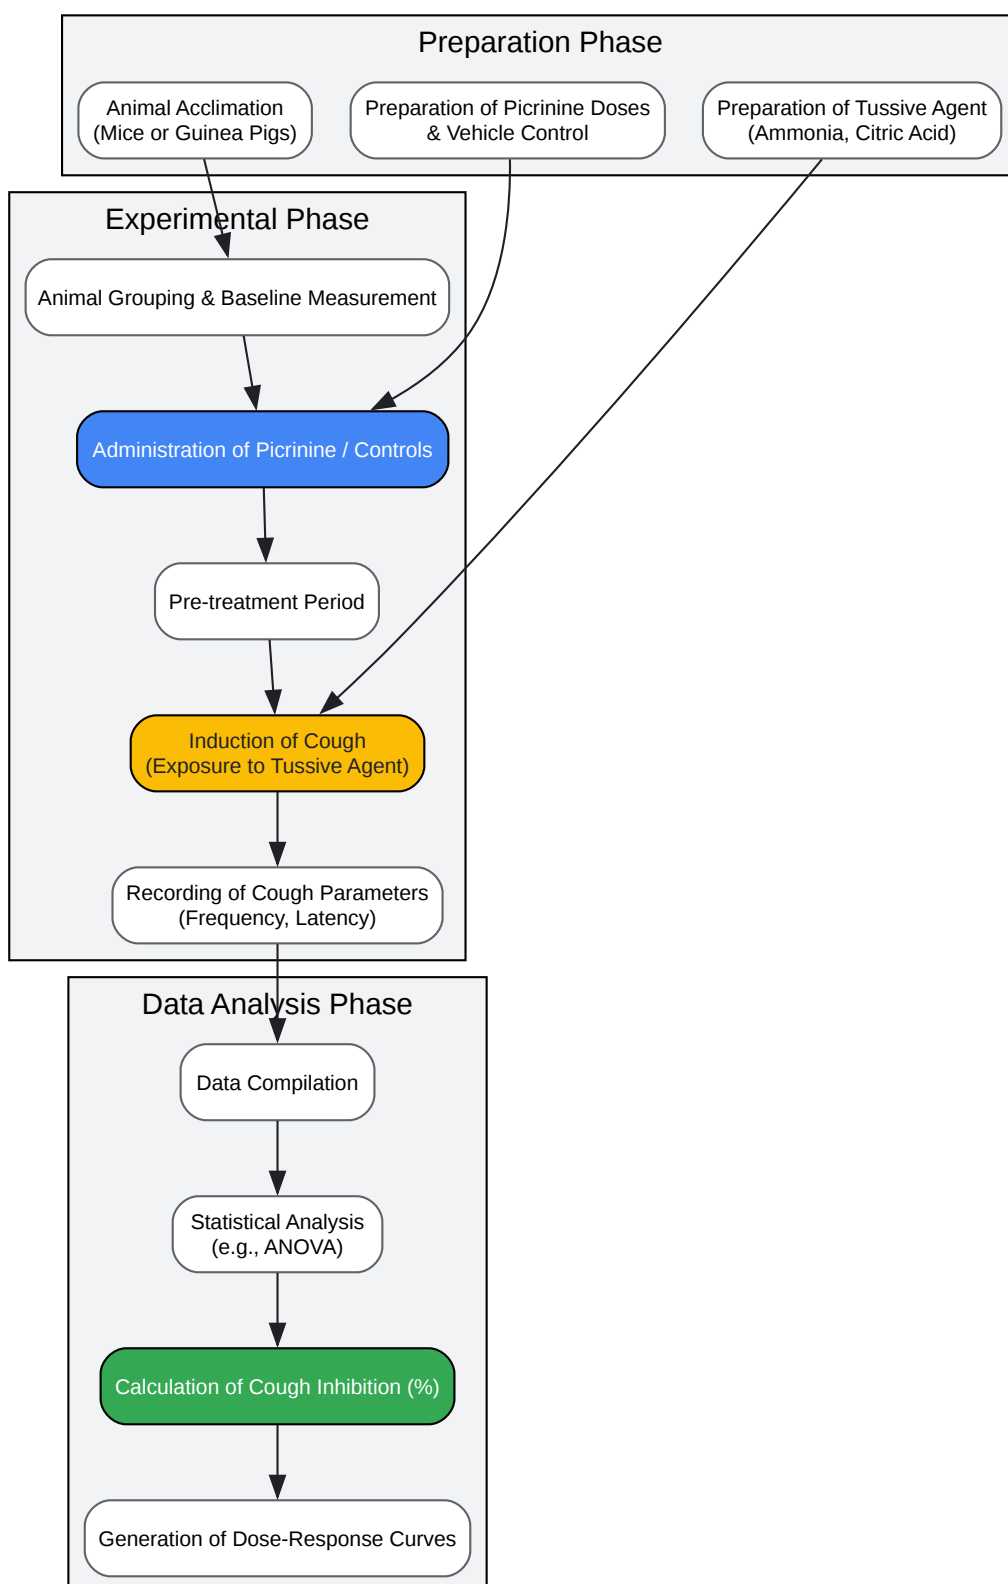 Preparation Phase
Animal Acclimation
(Mice or Guinea Pigs)
Preparation of Picrinine Doses
& Vehicle Control
Preparation of Tussive Agent
(Ammonia, Citric Acid)
Experimental Phase
Animal Grouping & Baseline Measurement
Administration of Picrinine / Controls
Pre-treatment Period
Induction of Cough
(Exposure to Tussive Agent)
Recording of Cough Parameters
(Frequency, Latency)
Data Analysis Phase
Data Compilation
Statistical Analysis
(e.g., ANOVA)
Calculation of Cough Inhibition (%)
Generation of Dose-Response Curves